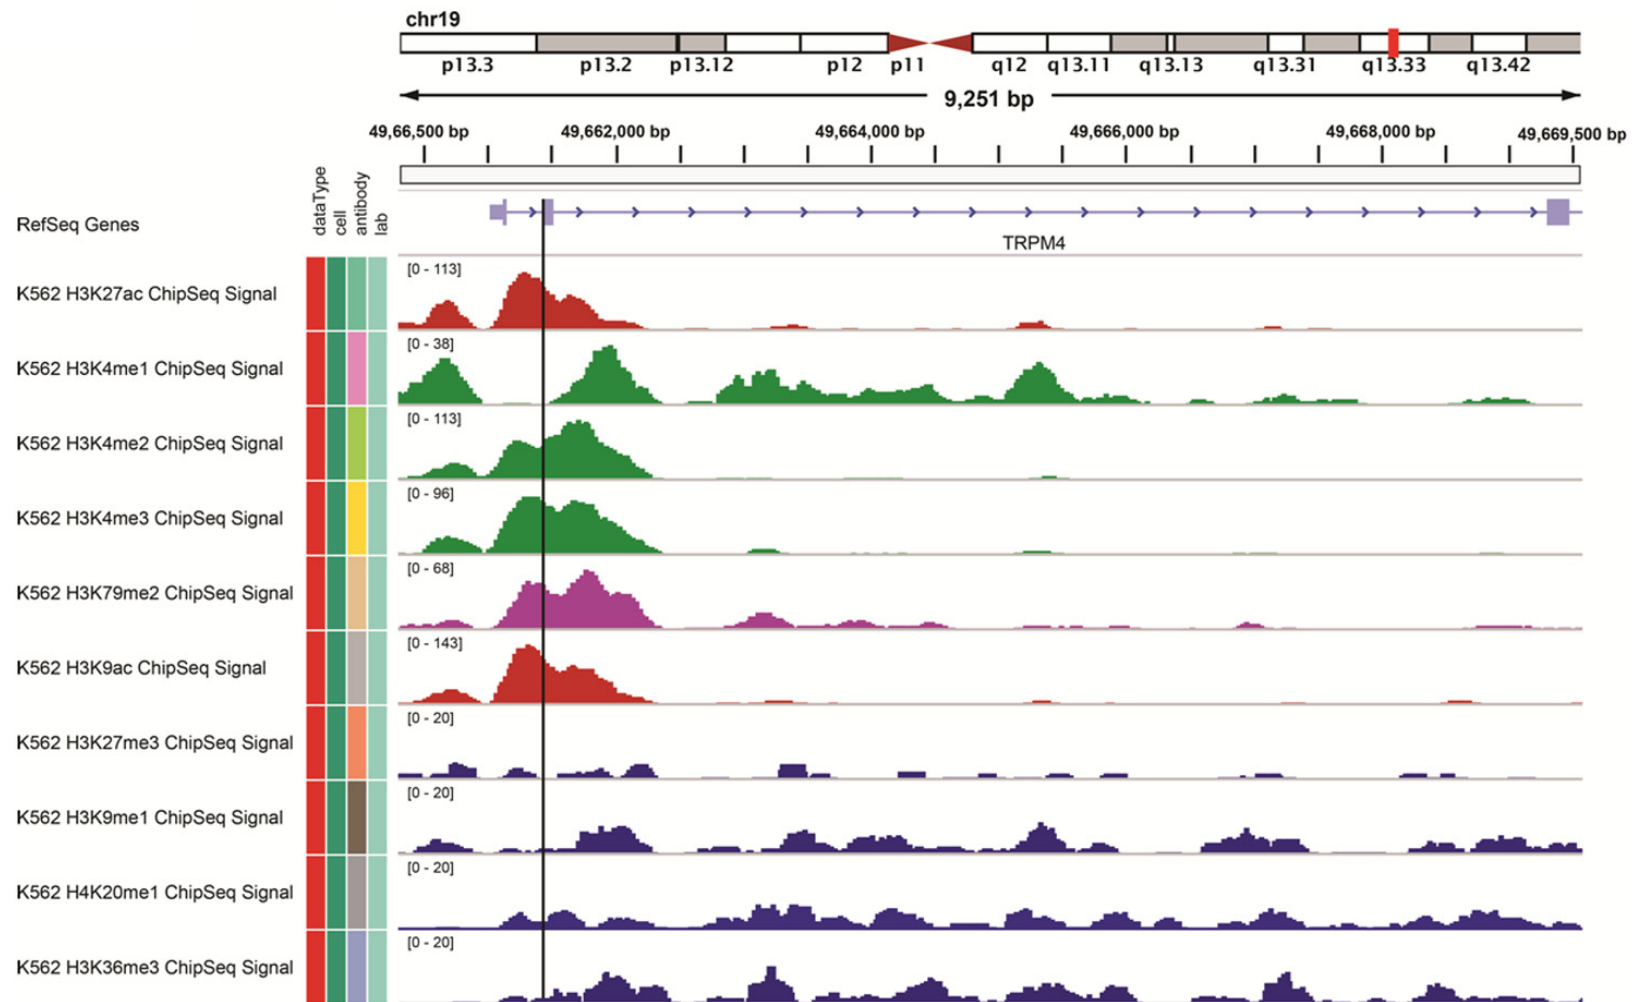 chr19
p13.3 p13.2 p13.12 p12 p11 q12 q13.11 q13.13 q13.31 q13.33 q13.42
9,251 bp
49,66,500 bp 49,662,000 bp 49,664,000 bp 49,666,000 bp 49,668,000 bp 49,669,500 bp
dataType
cell
antibody
lab
RefSeq Genes
TRPM4
K562 H3K27ac ChipSeq Signal [0 - 113]
K562 H3K4me1 ChipSeq Signal [0 - 38]
K562 H3K4me2 ChipSeq Signal [0 - 113]
K562 H3K4me3 ChipSeq Signal [0 - 96]
K562 H3K79me2 ChipSeq Signal [0 - 68]
K562 H3K9ac ChipSeq Signal [0 - 143]
K562 H3K27me3 ChipSeq Signal [0 - 20]
K562 H3K9me1 ChipSeq Signal [0 - 20]
K562 H4K20me1 ChipSeq Signal [0 - 20]
K562 H3K36me3 ChipSeq Signal [0 - 20]